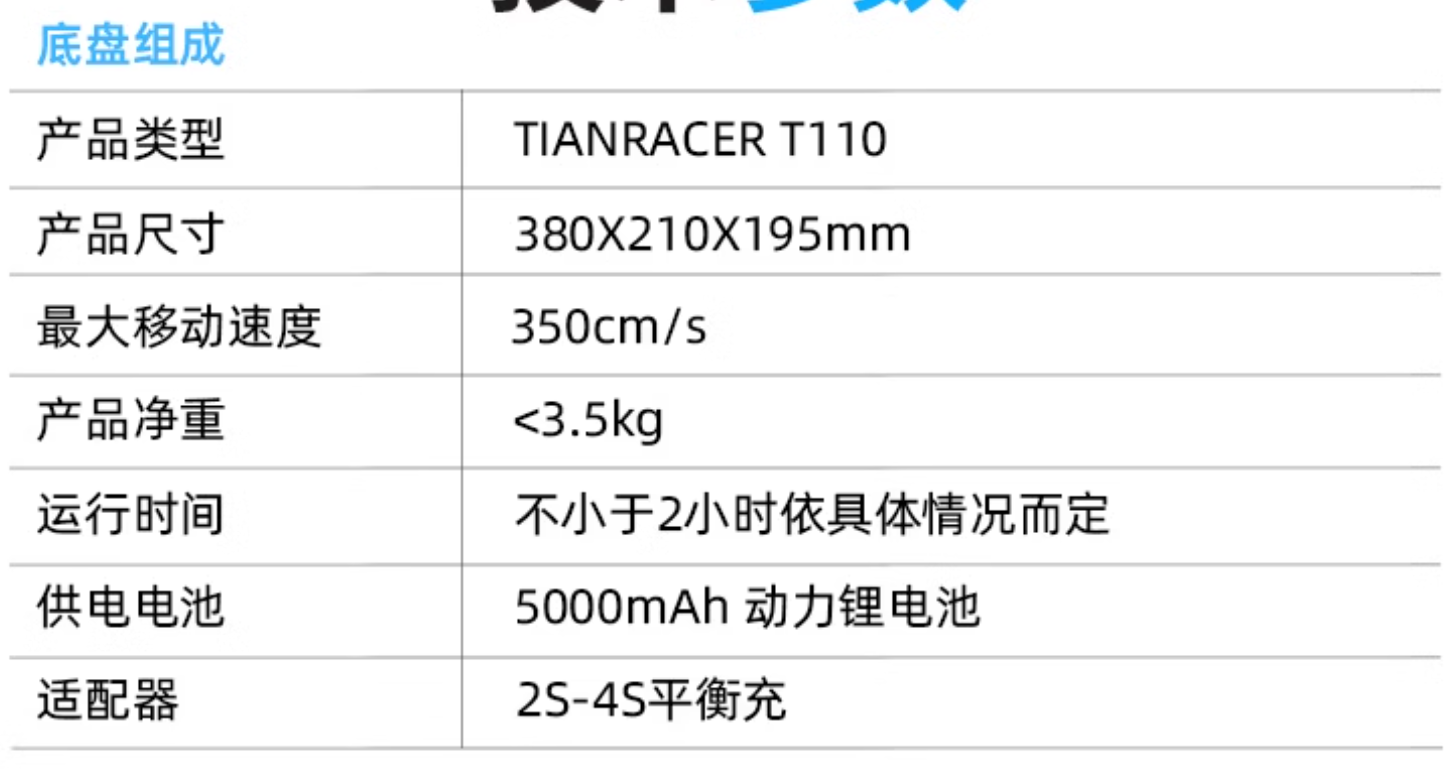 底盘组成
产品类型 TIANRACER T110
产品尺寸 380X210X195mm
最大移动速度 350cm/s
产品净重 <3.5kg
运行时间 不小于2小时依具体情况而定
供电电池 5000mAh 动力锂电池
适配器 2S-4S平衡充